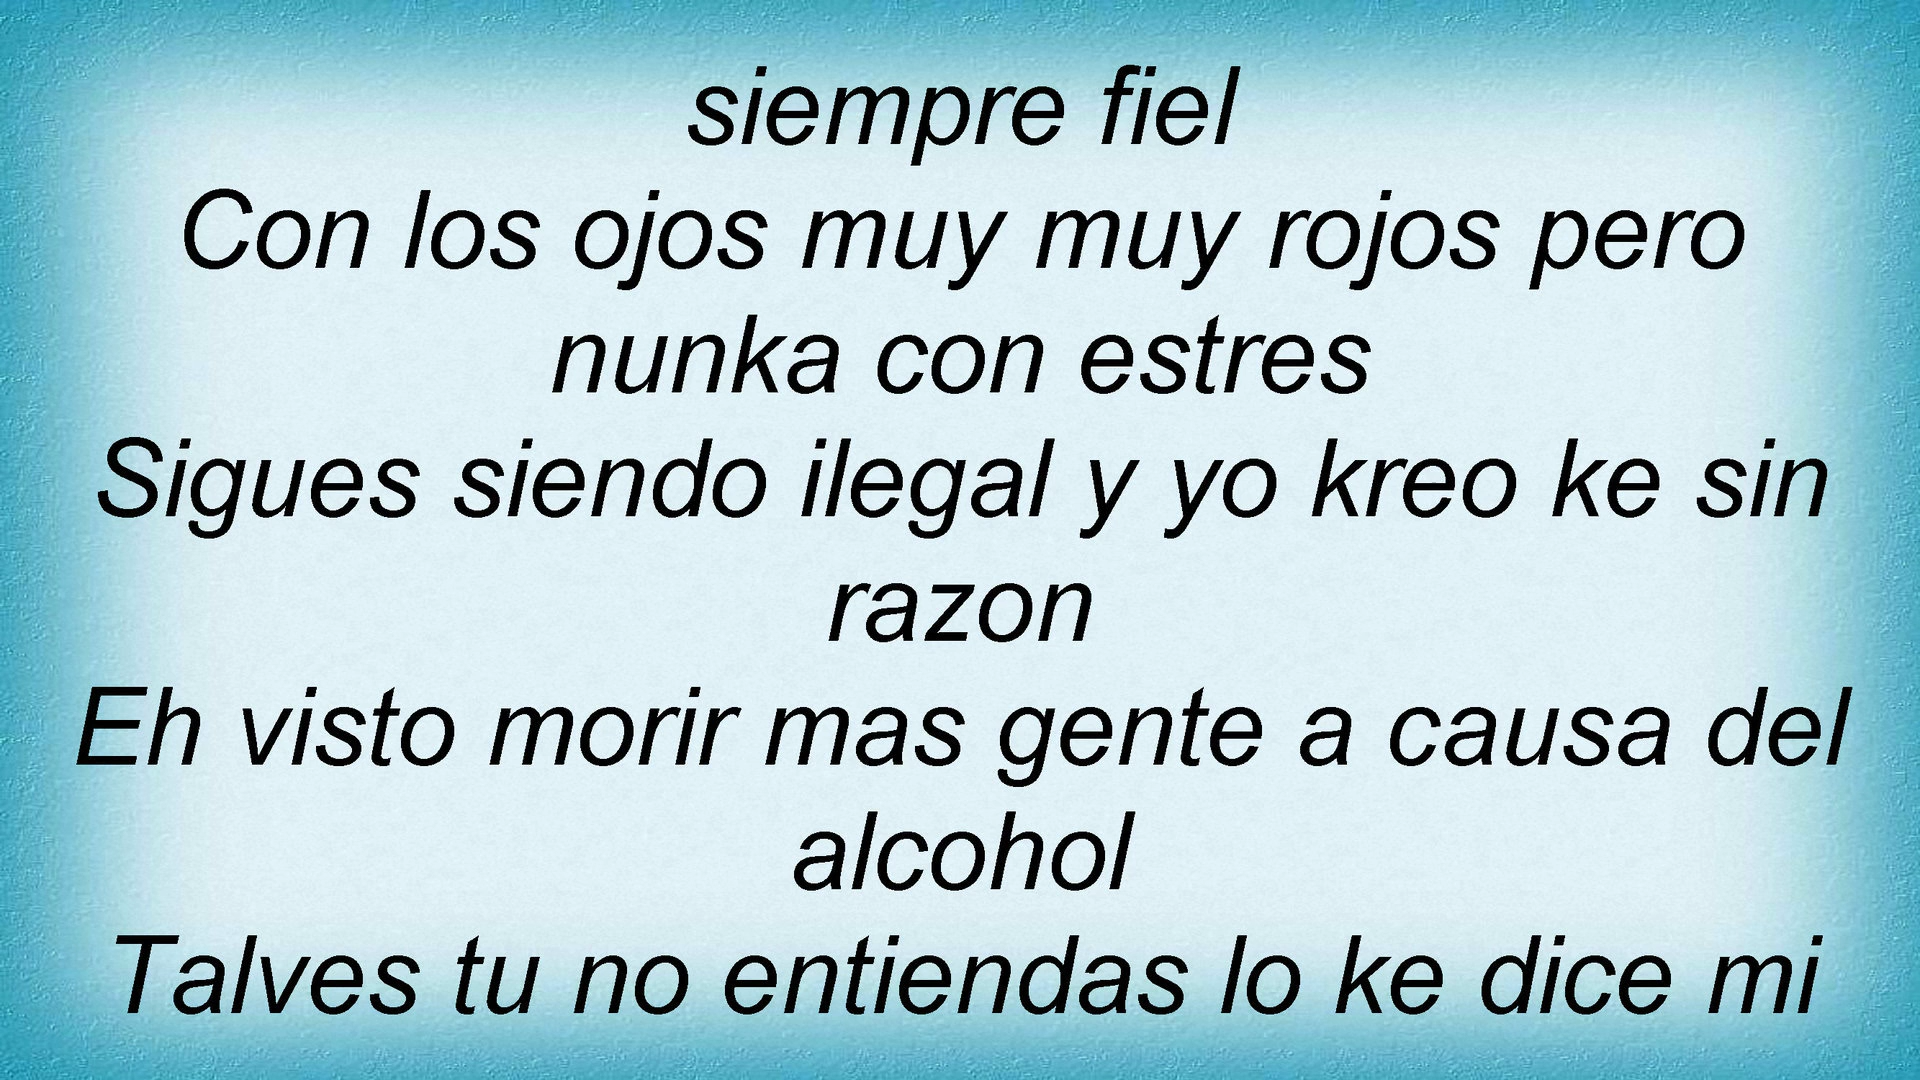 siempre fiel
Con los ojos muy muy rojos pero
nunka con estres
Sigues siendo ilegal y yo kreo ke sin
razon
Eh visto morir mas gente a causa del
alcohol
Talves tu no entiendas lo ke dice mi